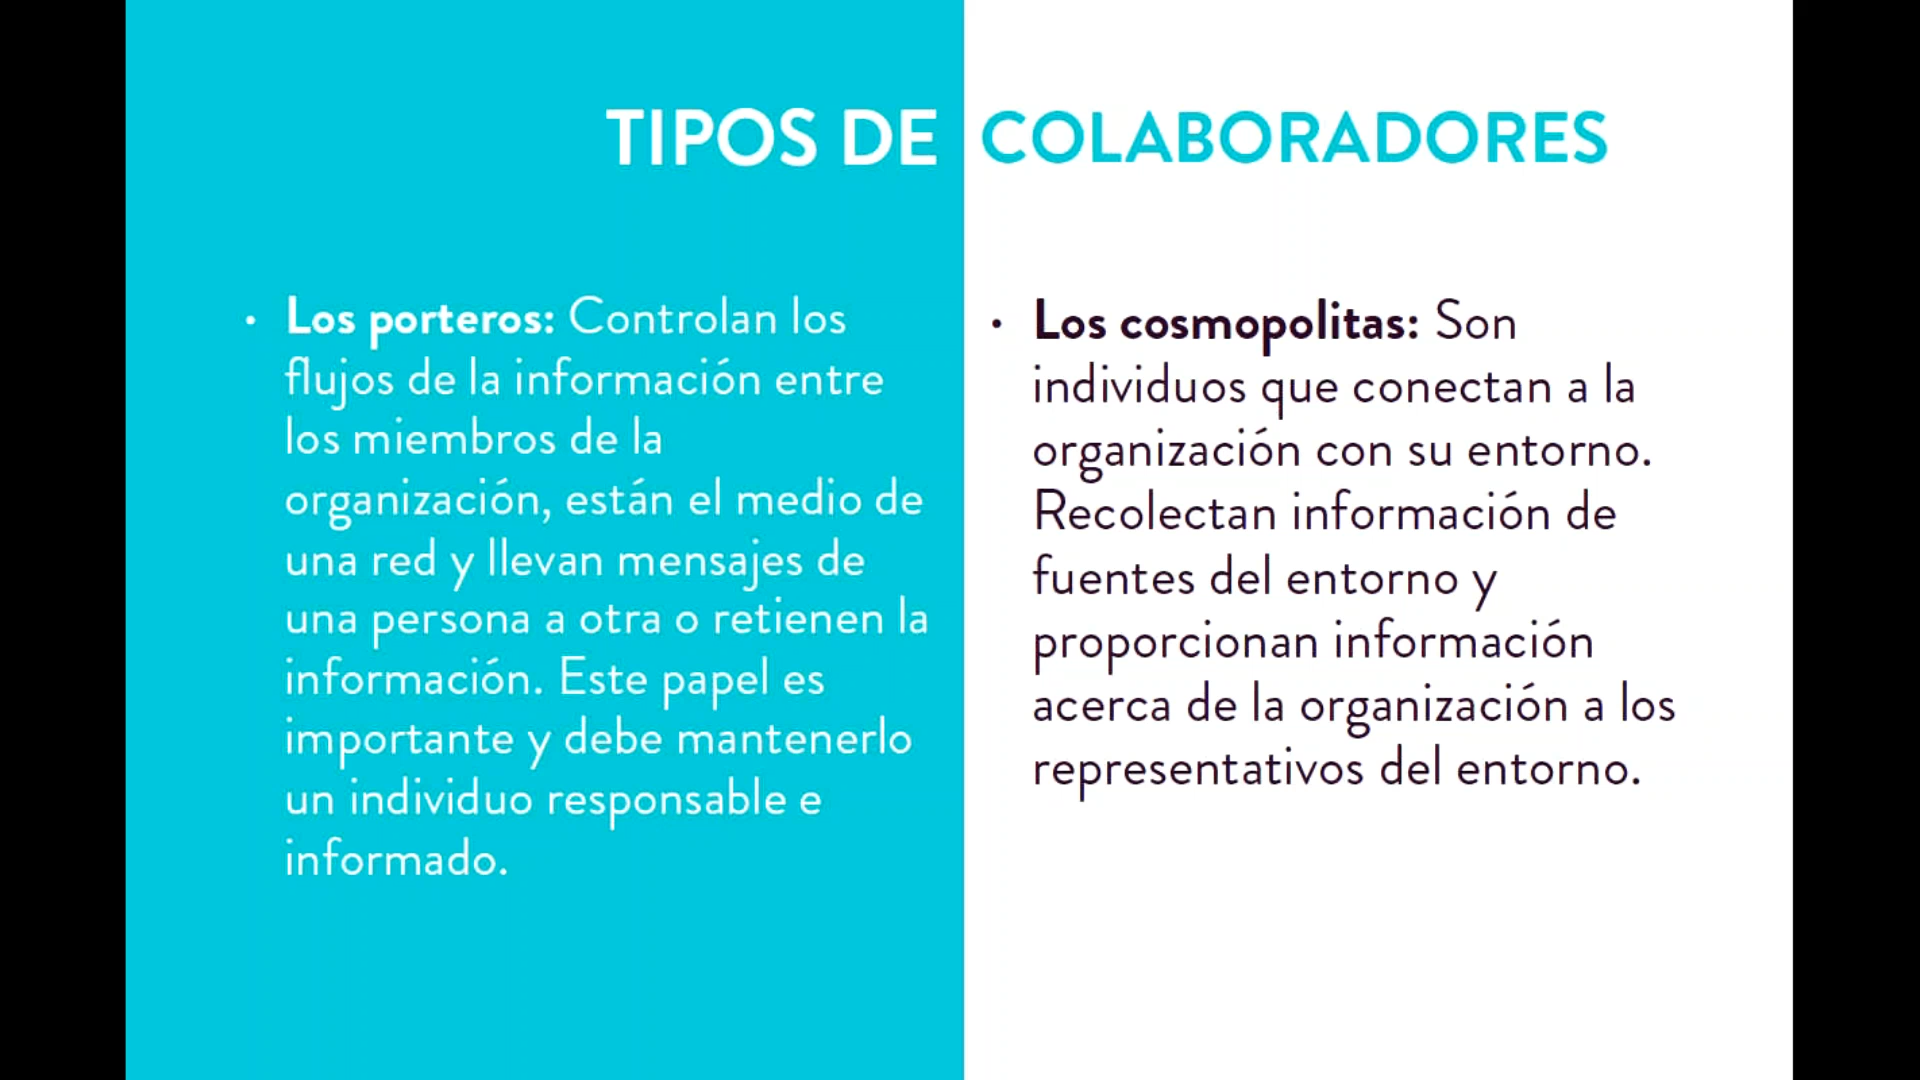 TIPOS DE COLABORADORES
• Los porteros: Controlan los
flujos de la información entre
los miembros de la
organización, están el medio de
una red y llevan mensajes de
una persona a otra o retienen la
información. Este papel es
importante y debe mantenerlo
un individuo responsable e
informado.
• Los cosmopolitas: Son
individuos que conectan a la
organización con su entorno.
Recolectan información de
fuentes del entorno y
proporcionan información
acerca de la organización a los
representativos del entorno.